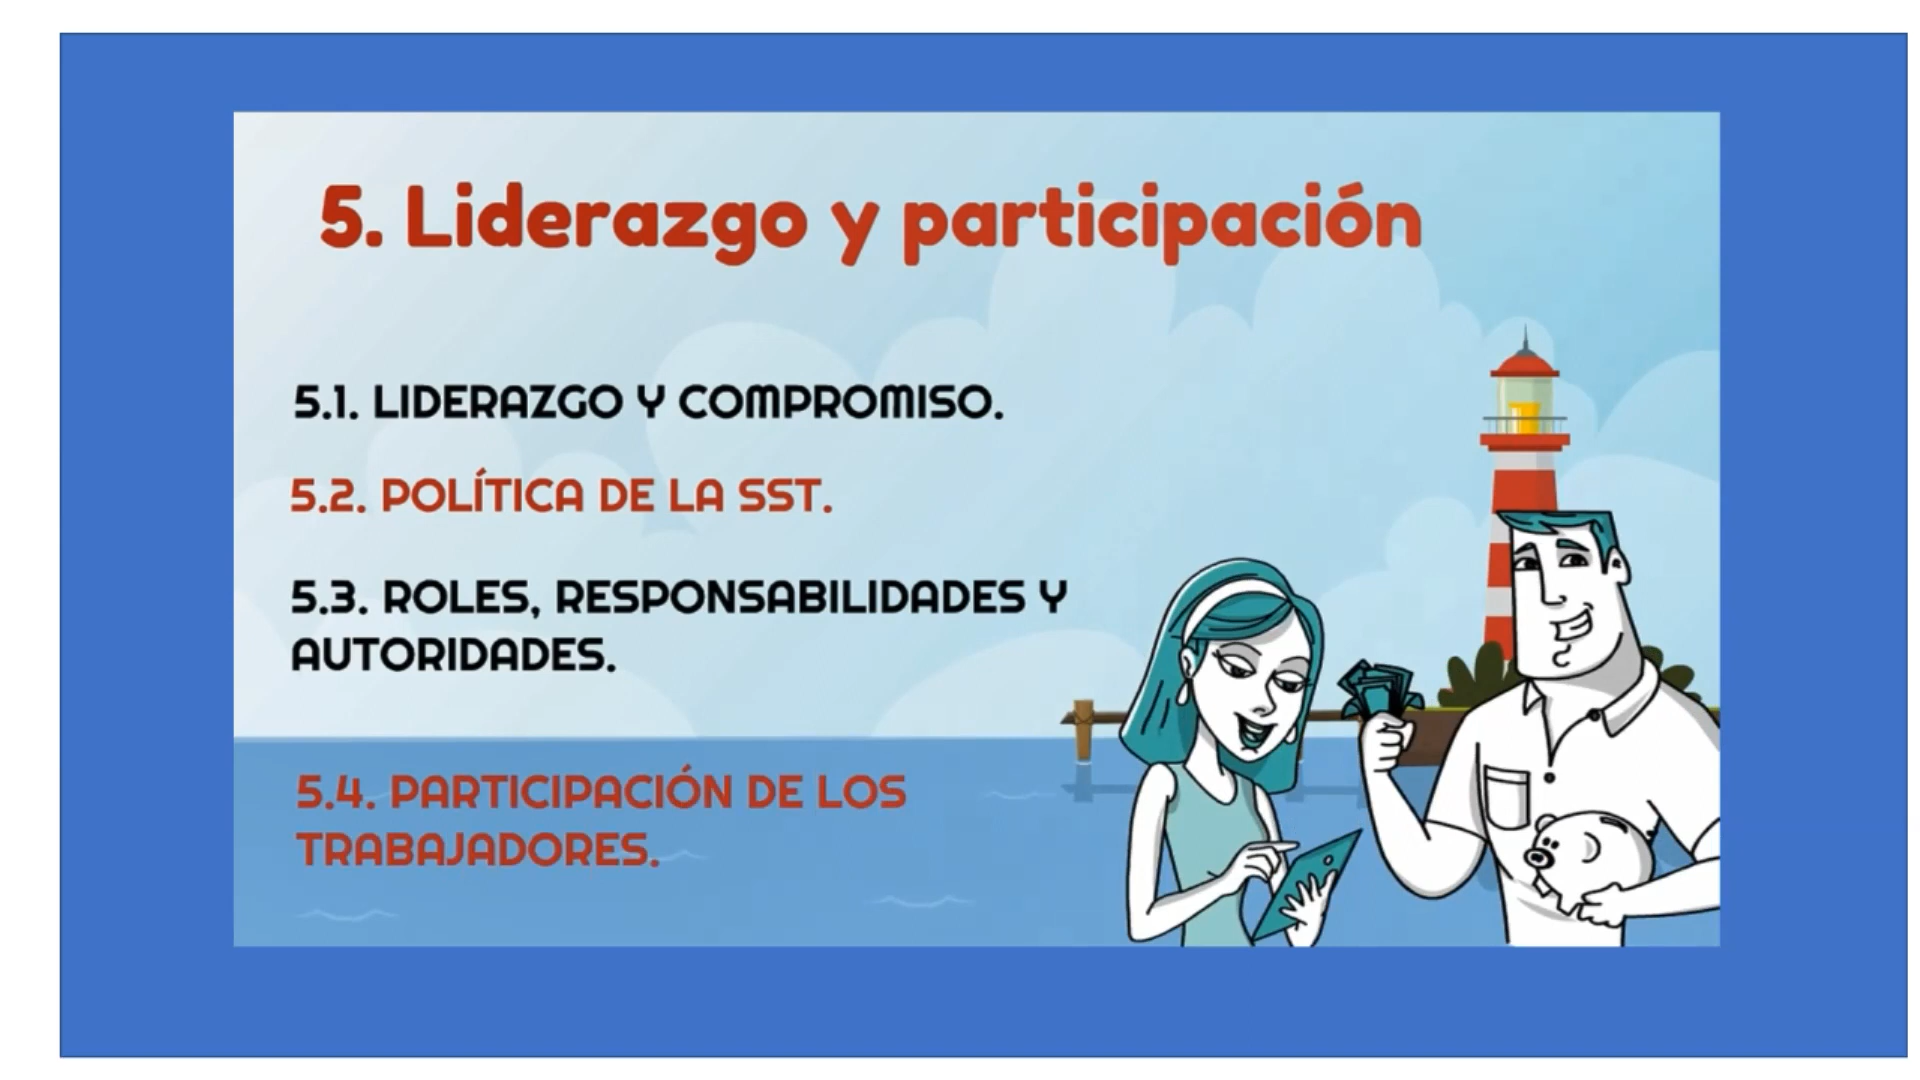 5. Liderazgo y participación
5.1. LIDERAZGO Y COMPROMISO.
5.2. POLÍTICA DE LA SST.
5.3. ROLES, RESPONSABILIDADES Y
AUTORIDADES.
5.4. PARTICIPACIÓN DE LOS
TRABAJADORES.